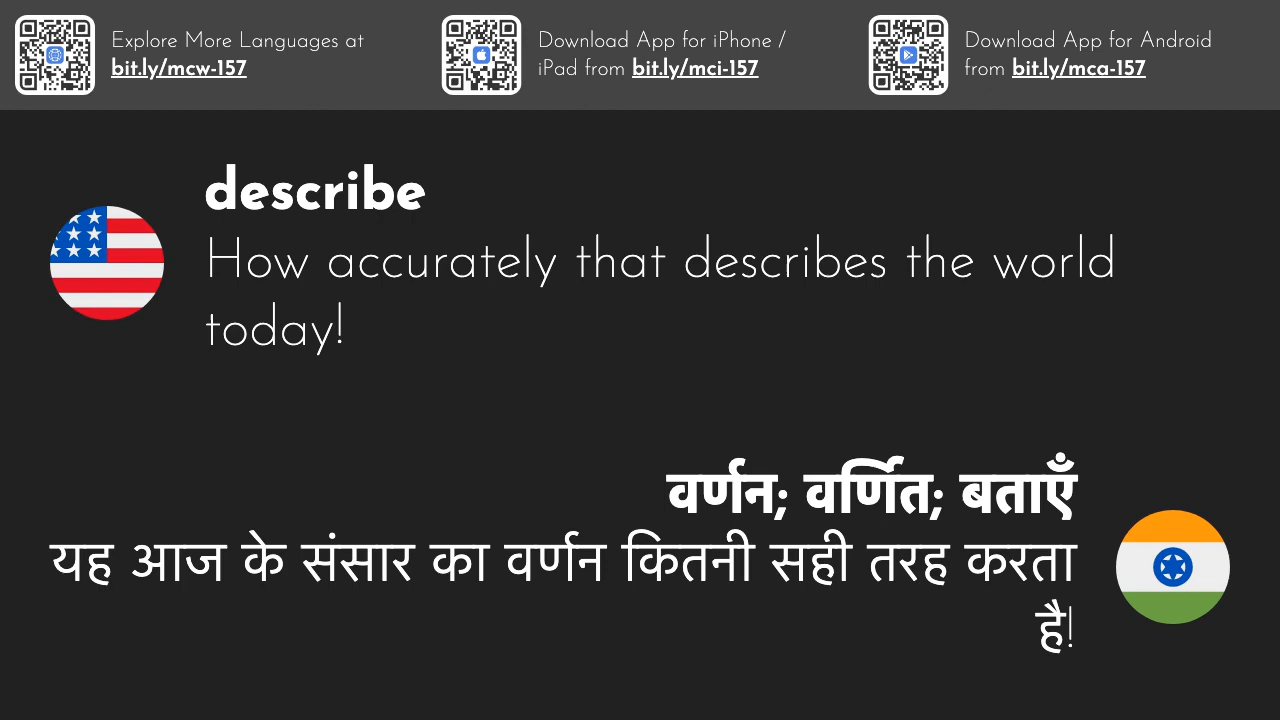 Explore More Languages at
bit.ly/mcw-157
Download App for iPhone /
iPad from bit.ly/mci-157
Download App for Android
from bit.ly/mca-157
describe
How accurately that describes the world
today!
वर्णन; वर्णित; बताएँ
यह आज के संसार का वर्णन कितनी सही तरह करता
है!